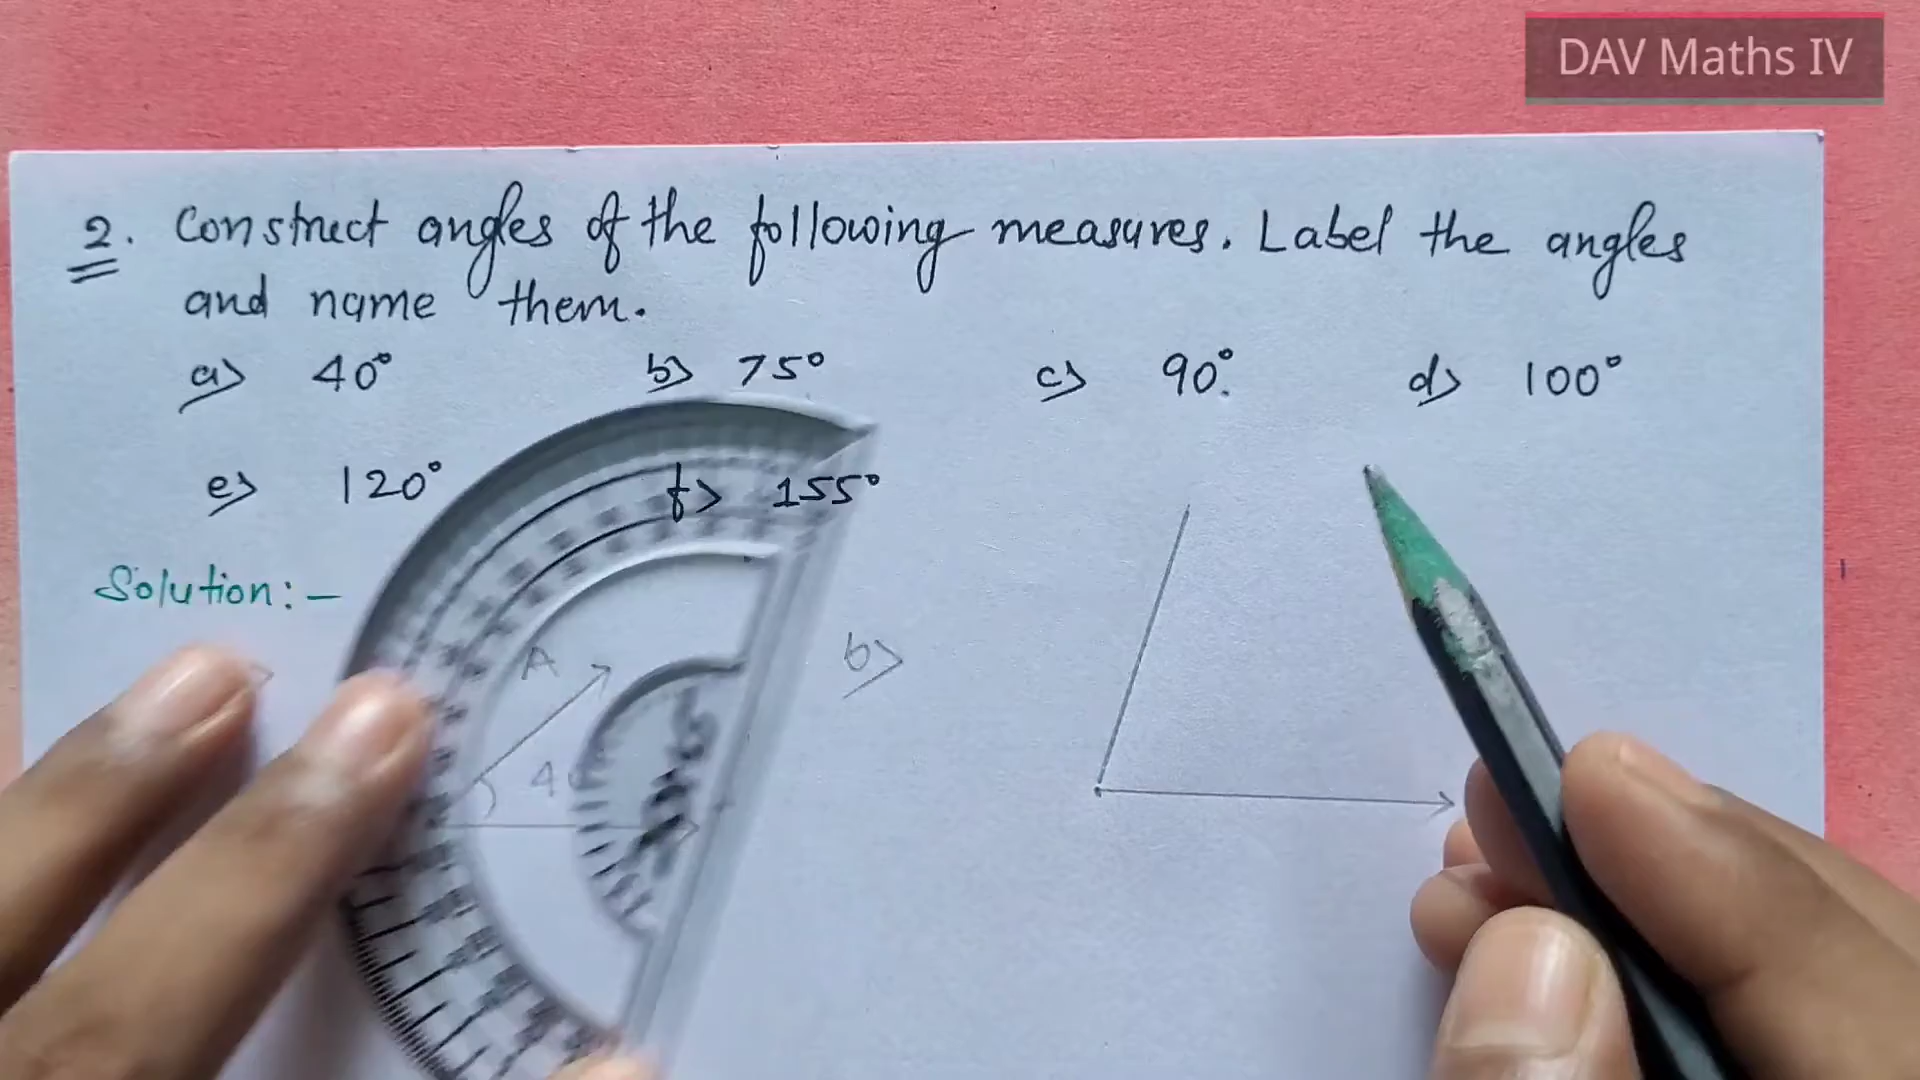 DAV Maths IV
2. Construct angles of the following measures. Label the angles
and name them.
a> 40° b> 75° c> 90°. d> 100°
e> 120° f> 155°
Solution:-
A
b>
4